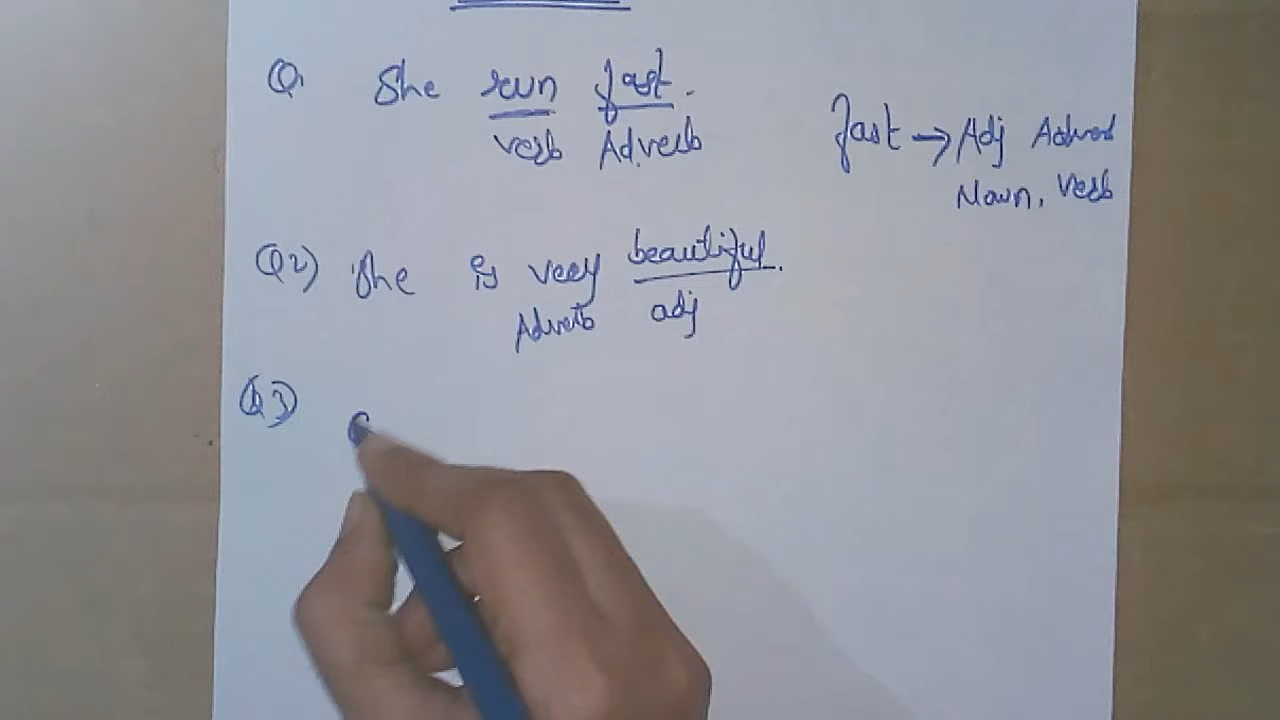 Q. She run fast.
verb Adverb
fast → Adj Adverb
Noun, Verb
Q2) She is very beautiful.
Adverb adj
Q3)